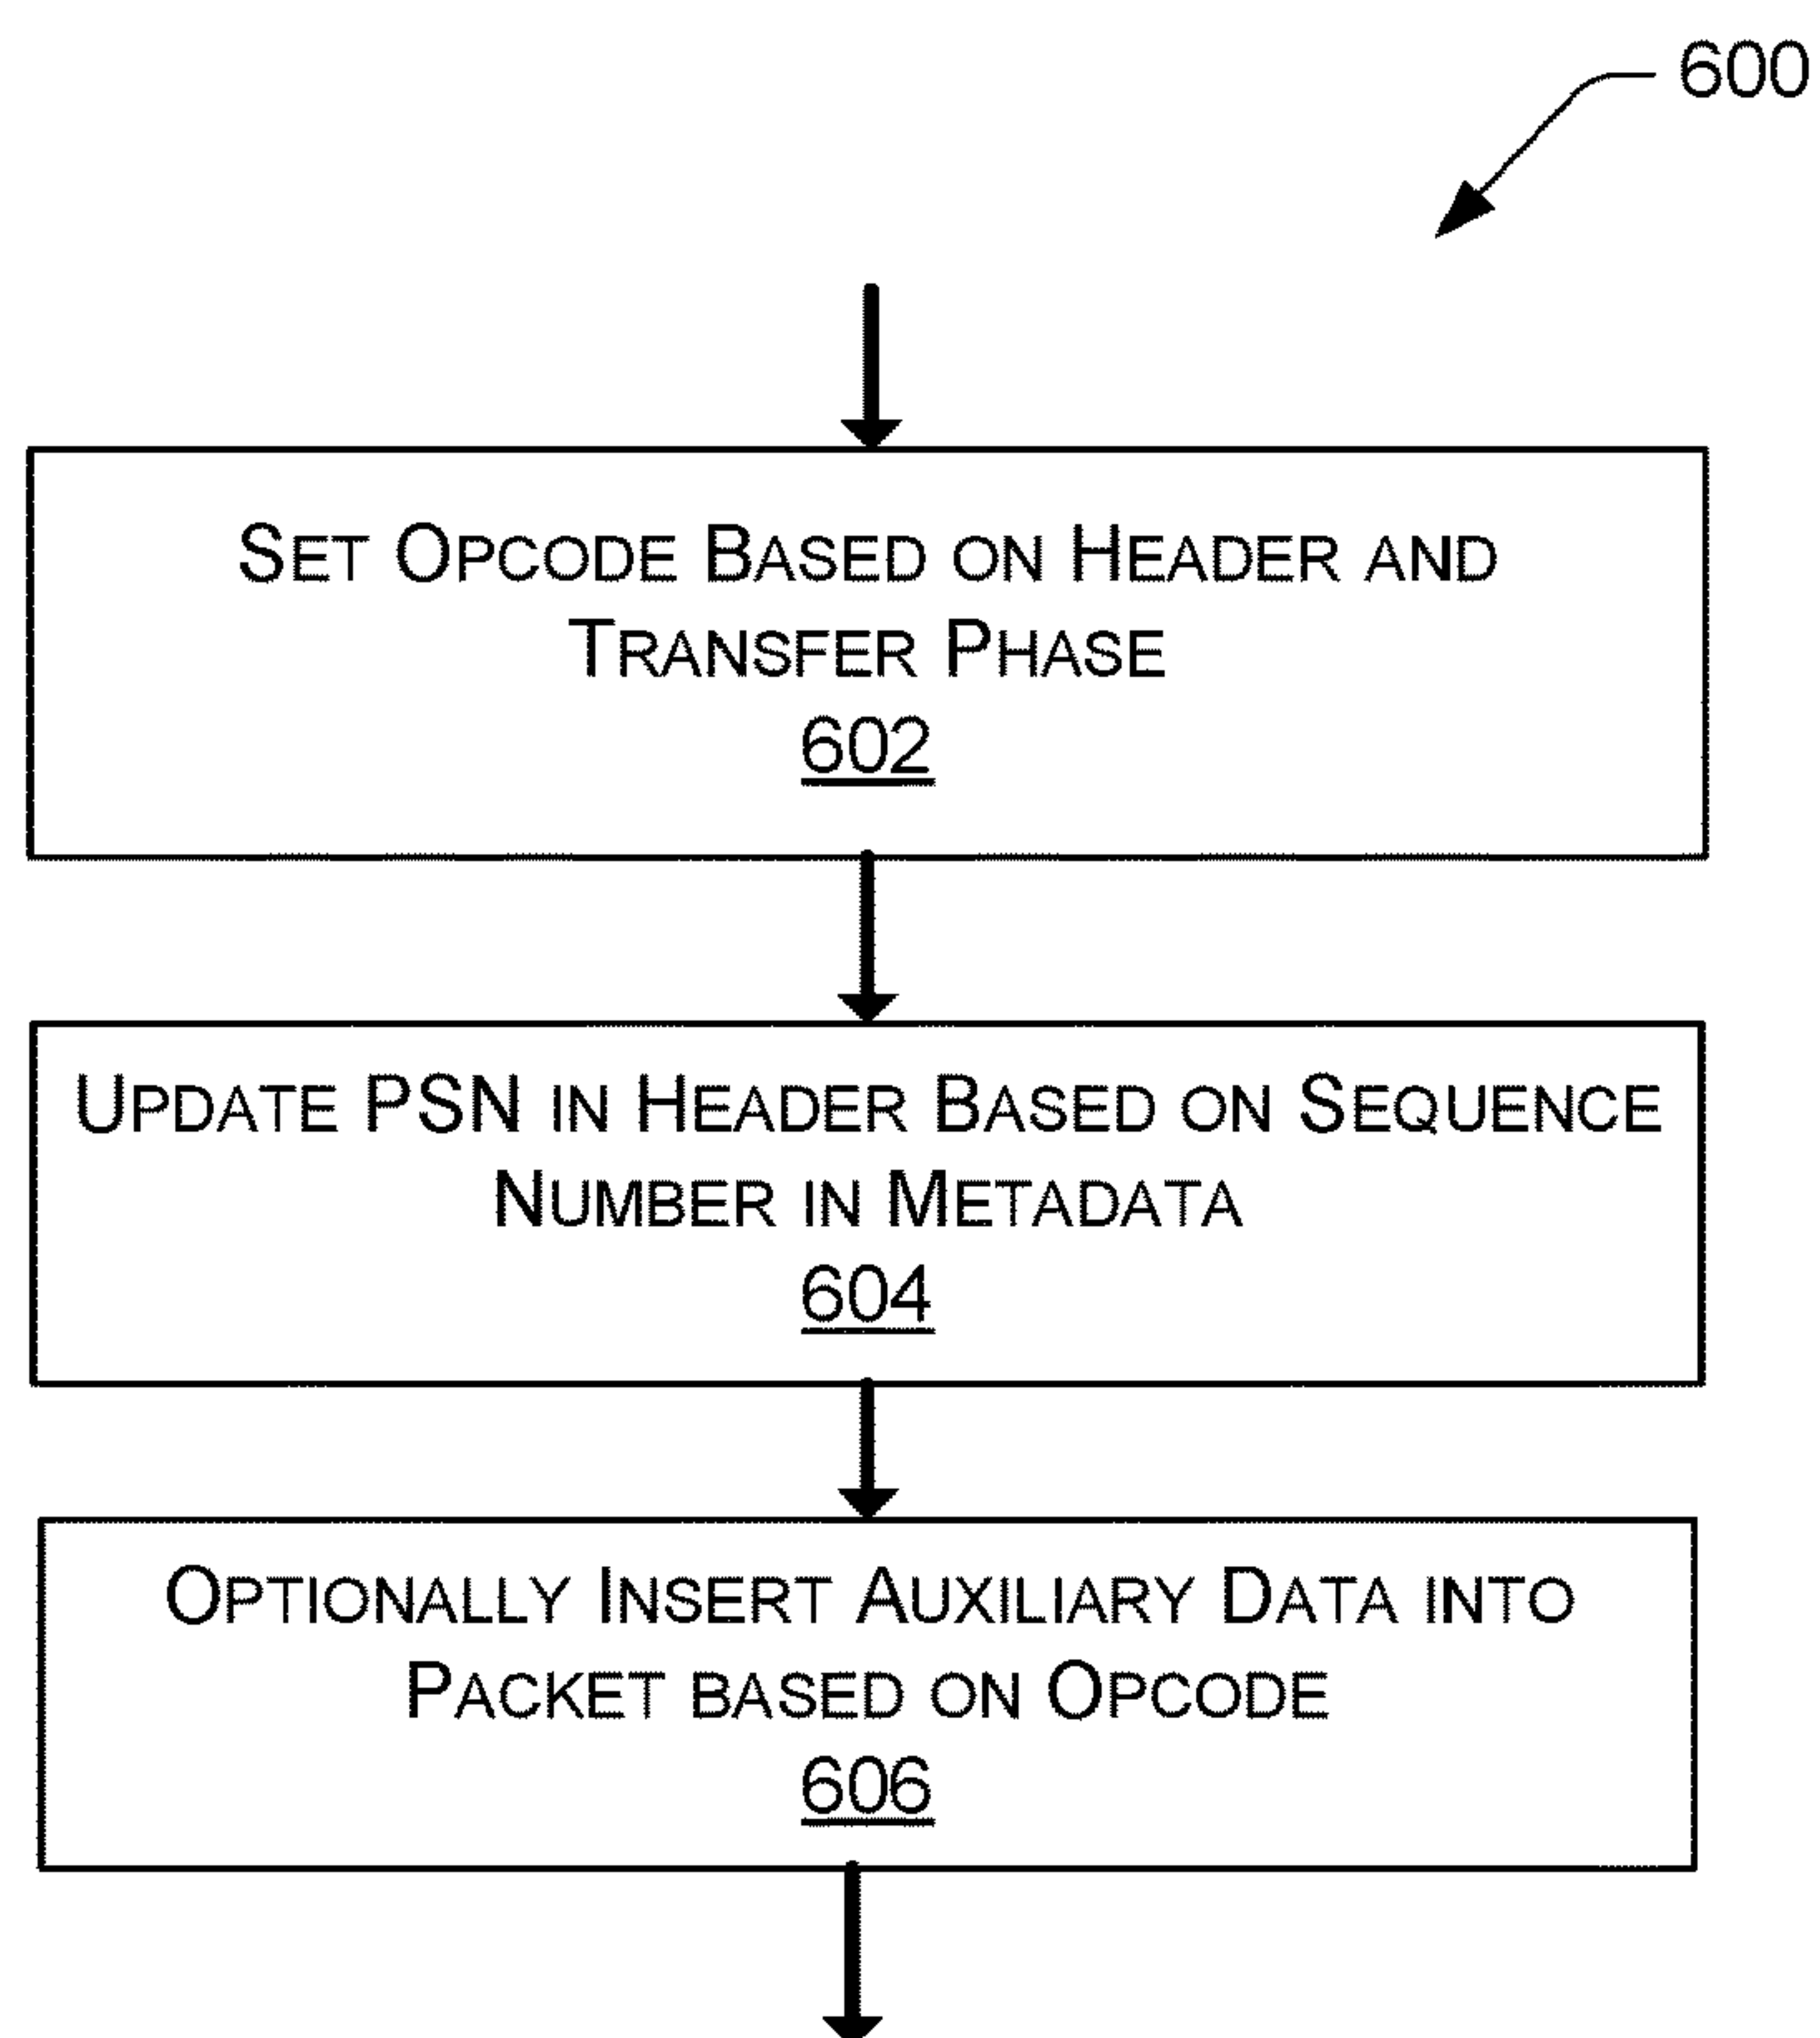 600
SET OPCODE BASED ON HEADER AND
TRANSFER PHASE
602
UPDATE PSN IN HEADER BASED ON SEQUENCE
NUMBER IN METADATA
604
OPTIONALLY INSERT AUXILIARY DATA INTO
PACKET BASED ON OPCODE
606